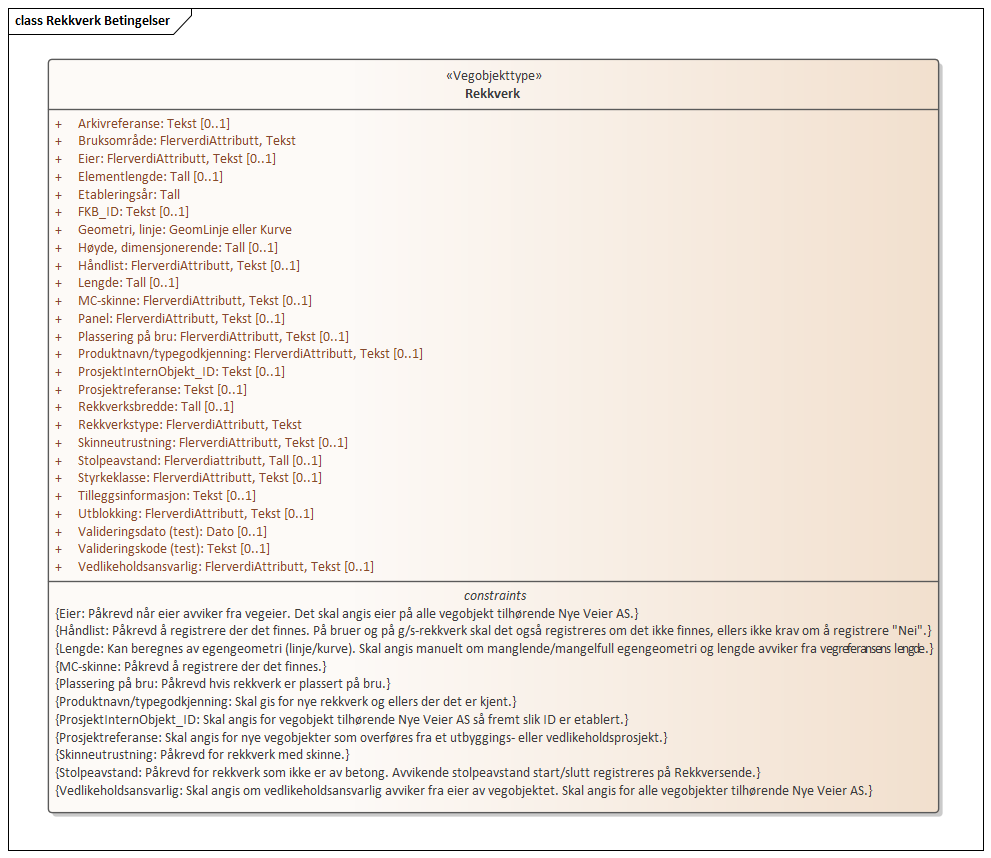 class Rekkverk Betingelser
«Vegobjekttype»
Rekkverk
+ Arkivreferanse: Tekst [0..1]
+ Bruksområde: FlerverdiAttributt, Tekst
+ Eier: FlerverdiAttributt, Tekst [0..1]
+ Elementlengde: Tall [0..1]
+ Etableringsår: Tall
+ FKB_ID: Tekst [0..1]
+ Geometri, linje: GeomLinje eller Kurve
+ Høyde, dimensjonerende: Tall [0..1]
+ Håndlist: FlerverdiAttributt, Tekst [0..1]
+ Lengde: Tall [0..1]
+ MC-skinne: FlerverdiAttributt, Tekst [0..1]
+ Panel: FlerverdiAttributt, Tekst [0..1]
+ Plassering på bru: FlerverdiAttributt, Tekst [0..1]
+ Produktnavn/typegodkjenning: FlerverdiAttributt, Tekst [0..1]
+ ProsjektInternObjekt_ID: Tekst [0..1]
+ Prosjektreferanse: Tekst [0..1]
+ Rekkverksbredde: Tall [0..1]
+ Rekkverkstype: FlerverdiAttributt, Tekst
+ Skinneutrustning: FlerverdiAttributt, Tekst [0..1]
+ Stolpeavstand: Flerverdiattributt, Tall [0..1]
+ Styrkeklasse: FlerverdiAttributt, Tekst [0..1]
+ Tilleggsinformasjon: Tekst [0..1]
+ Utblokking: FlerverdiAttributt, Tekst [0..1]
+ Valideringsdato (test): Dato [0..1]
+ Valideringskode (test): Tekst [0..1]
+ Vedlikeholdsansvarlig: FlerverdiAttributt, Tekst [0..1]
constraints
{Eier: Påkrevd når eier avviker fra vegeier. Det skal angis eier på alle vegobjekt tilhørende Nye Veier AS.}
{Håndlist: Påkrevd å registrere der det finnes. På bruer og på g/s-rekkverk skal det også registreres om det ikke finnes, ellers ikke krav om å registrere "Nei".}
{Lengde: Kan beregnes av egengeometri (linje/kurve). Skal angis manuelt om manglende/mangelfull egengeometri og lengde avviker fra vegreferansens lengde.}
{MC-skinne: Påkrevd å registrere der det finnes.}
{Plassering på bru: Påkrevd hvis rekkverk er plassert på bru.}
{Produktnavn/typegodkjenning: Skal gis for nye rekkverk og ellers der det er kjent.}
{ProsjektInternObjekt_ID: Skal angis for vegobjekt tilhørende Nye Veier AS så fremt slik ID er etablert.}
{Prosjektreferanse: Skal angis for nye vegobjekter som overføres fra et utbyggings- eller vedlikeholdsprosjekt.}
{Skinneutrustning: Påkrevd for rekkverk med skinne.}
{Stolpeavstand: Påkrevd for rekkverk som ikke er av betong. Avvikende stolpeavstand start/slutt registreres på Rekkversende.}
{Vedlikeholdsansvarlig: Skal angis om vedlikeholdsansvarlig avviker fra eier av vegobjektet. Skal angis for alle vegobjekter tilhørende Nye Veier AS.}